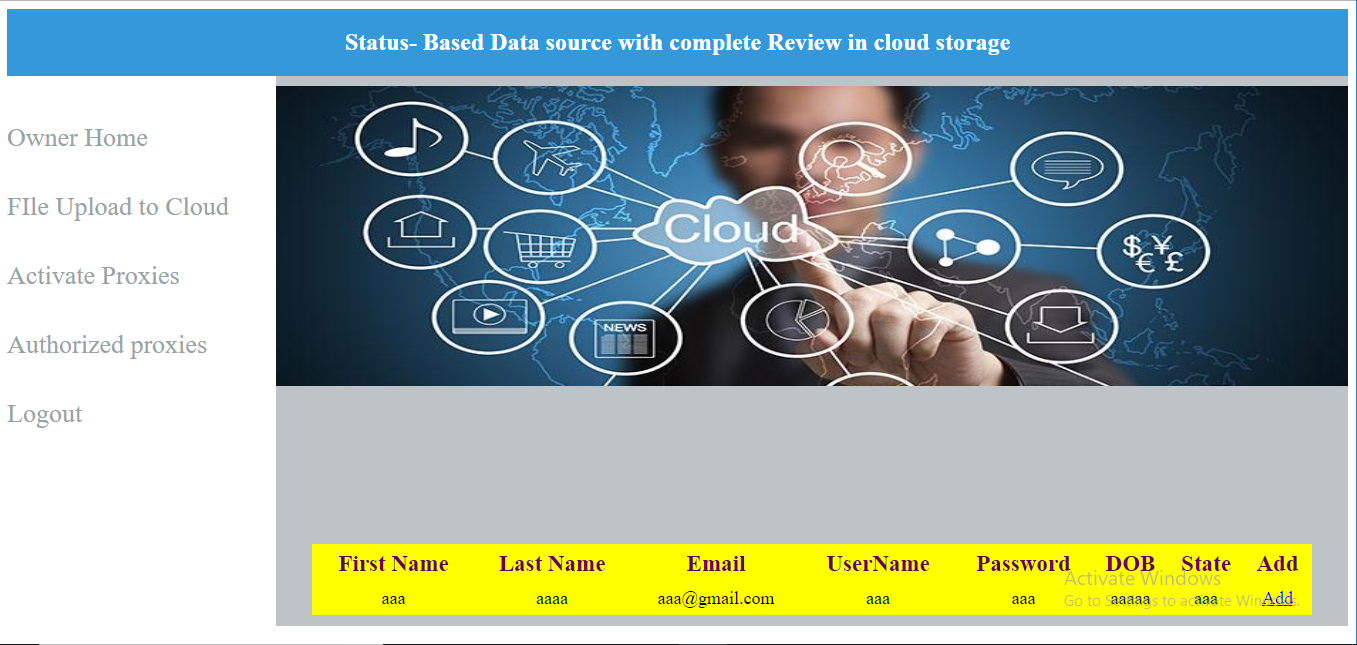 Status- Based Data source with complete Review in cloud storage
Owner Home
FIle Upload to Cloud
Activate Proxies
Authorized proxies
Logout
Cloud
NEWS
$ ¥
€ £
First Name Last Name Email UserName Password DOB State Add
aaa aaaa aaa@gmail.com aaa aaa aaaaa aaa Add
Activate Windows
Go to Settings to activate Windows.